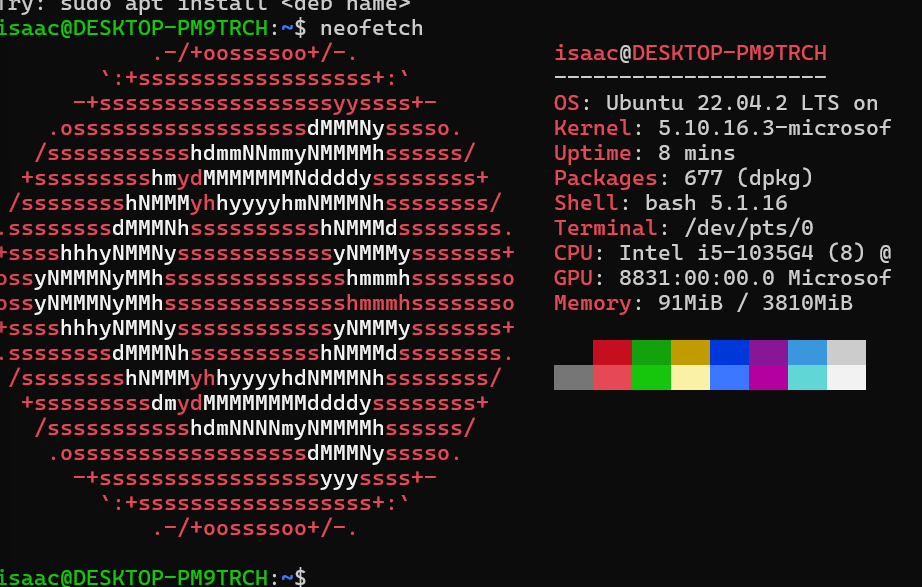 Try: sudo apt install <deb name>
isaac@DESKTOP-PM9TRCH:~$ neofetch
.-/+oossssoo+/-. isaac@DESKTOP-PM9TRCH
`:+ssssssssssssssssss+:` ---------------------
-+ssssssssssssssssssyyssss+- OS: Ubuntu 22.04.2 LTS on
.ossssssssssssssssssdMMMNysssso. Kernel: 5.10.16.3-microsof
/ssssssssssshdmmNNmmyNMMMMhssssss/ Uptime: 8 mins
+ssssssssshmydMMMMMMMNddddyssssssss+ Packages: 677 (dpkg)
/sssssssshNMMMyhhyyyyhmNMMMNhssssssss/ Shell: bash 5.1.16
.ssssssssdMMMNhsssssssssshNMMMdssssssss. Terminal: /dev/pts/0
+sssshhhyNMMNyssssssssssssyNMMMysssssss+ CPU: Intel i5-1035G4 (8) @
ossyNMMMNyMMhsssssssssssssshmmmhssssssso GPU: 8831:00:00.0 Microsof
ossyNMMMNyMMhsssssssssssssshmmmhssssssso Memory: 91MiB / 3810MiB
+sssshhhyNMMNyssssssssssssyNMMMysssssss+
.ssssssssdMMMNhsssssssssshNMMMdssssssss.
/sssssssshNMMMyhhyyyyhdNMMMNhssssssss/
+sssssssssdmydMMMMMMMMddddyssssssss+
/ssssssssssshdmNNNNmyNMMMMhssssss/
.ossssssssssssssssssdMMMNysssso.
-+sssssssssssssssssyyyssss+-
`:+ssssssssssssssssss+:`
.-/+oossssoo+/-.
isaac@DESKTOP-PM9TRCH:~$